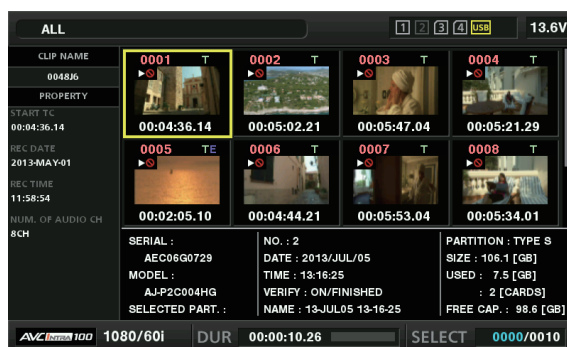 ALL
1 2 3 4 USB 13.6V
CLIP NAME
0048J6
PROPERTY
START TC
00:04:36.14
REC DATE
2013-MAY-01
REC TIME
11:58:54
NUM. OF AUDIO CH
8CH
0001 T
00:04:36.14
0002 T
00:05:02.21
0003 T
00:05:47.04
0004 T
00:05:21.29
0005 TE
00:02:05.10
0006 T
00:04:44.21
0007 T
00:05:53.04
0008 T
00:05:34.01
SERIAL :
AEC06G0729
MODEL :
AJ-P2C004HG
SELECTED PART. :
NO. : 2
DATE : 2013/JUL/05
TIME : 13:16:25
VERIFY : ON/FINISHED
NAME : 13-JUL05 13-16-25
PARTITION : TYPE S
SIZE : 106.1 [GB]
USED : 7.5 [GB]
: 2 [CARDS]
FREE CAP. : 98.6 [GB]
AVC INTRA 100 1080/60i DUR 00:00:10.26 SELECT 0000/0010